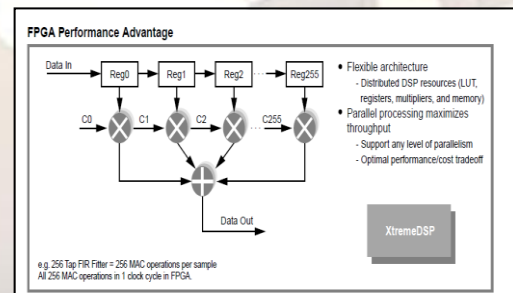 FPGA Performance Advantage
Data In
Reg0
Reg1
Reg2
Reg255
C0
C1
C2
C255
Data Out
e.g. 256 Tap FIR Fitter = 256 MAC operations per sample
All 256 MAC operations in 1 clock cycle in FPGA.
• Flexible architecture
- Distributed DSP resources (LUT,
registers, multipliers, and memory)
• Parallel processing maximizes
throughput
- Support any level of parallelism
- Optimal performance/cost tradeoff
XtremeDSP